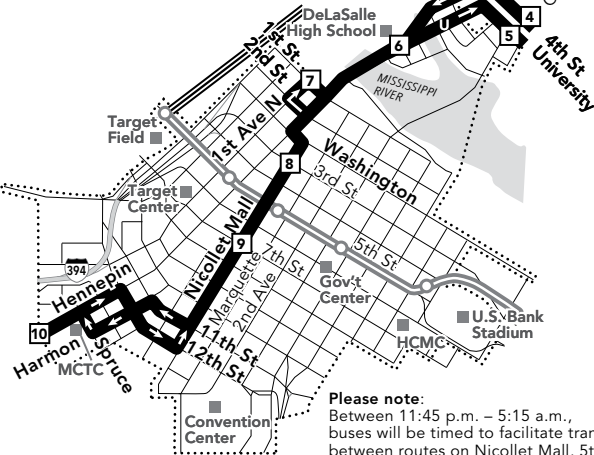 DeLaSalle
High School
4
5
6
U
4th St
University
1st St
2nd St
7
MISSISSIPPI
RIVER
Target
Field
1st Ave N
8
Washington
3rd St
Target
Center
Nicollet Mall
9
5th St
7th St
Marquette
2nd Ave
Gov't
Center
394
Hennepin
10
Harmon
MCTC
Spruce
11th St
12th St
U.S. Bank
Stadium
HCMC
Convention
Center
Please note:
Between 11:45 p.m. – 5:15 a.m.,
buses will be timed to facilitate tran
between routes on Nicollet Mall, 5t